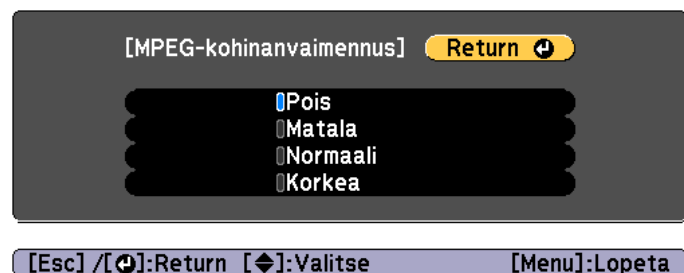 [MPEG-kohinanvaimennus] Return
Pois
Matala
Normaali
Korkea
[Esc] /[⏎]:Return [◆]:Valitse [Menu]:Lopeta